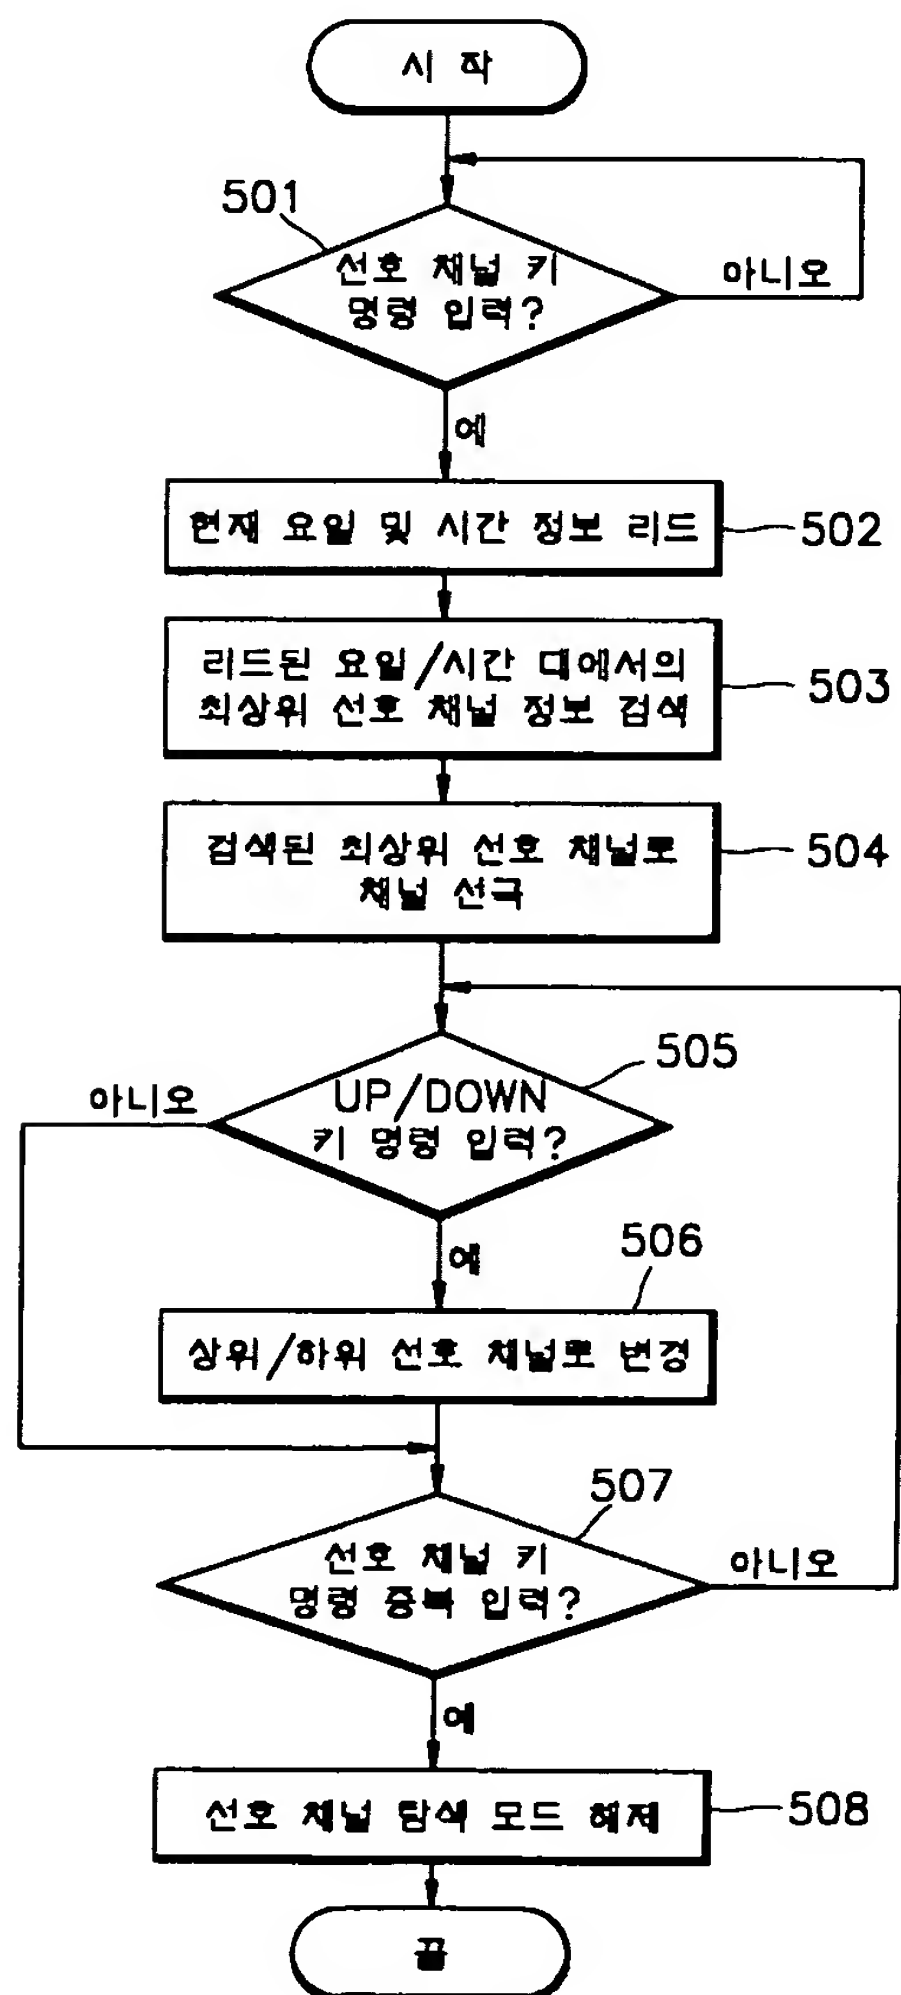 시 작
501
선호 채널 키
명령 입력?
아니오
예
현재 요일 및 시간 정보 리드
502
리드된 요일/시간 대에서의
최상위 선호 채널 정보 검색
503
검색된 최상위 선호 채널로
채널 선국
504
505
아니오
UP/DOWN
키 명령 입력?
예
506
상위/하위 선호 채널로 변경
507
선호 채널 키
명령 중복 입력?
아니오
예
선호 채널 탐색 모드 해제
508
끝